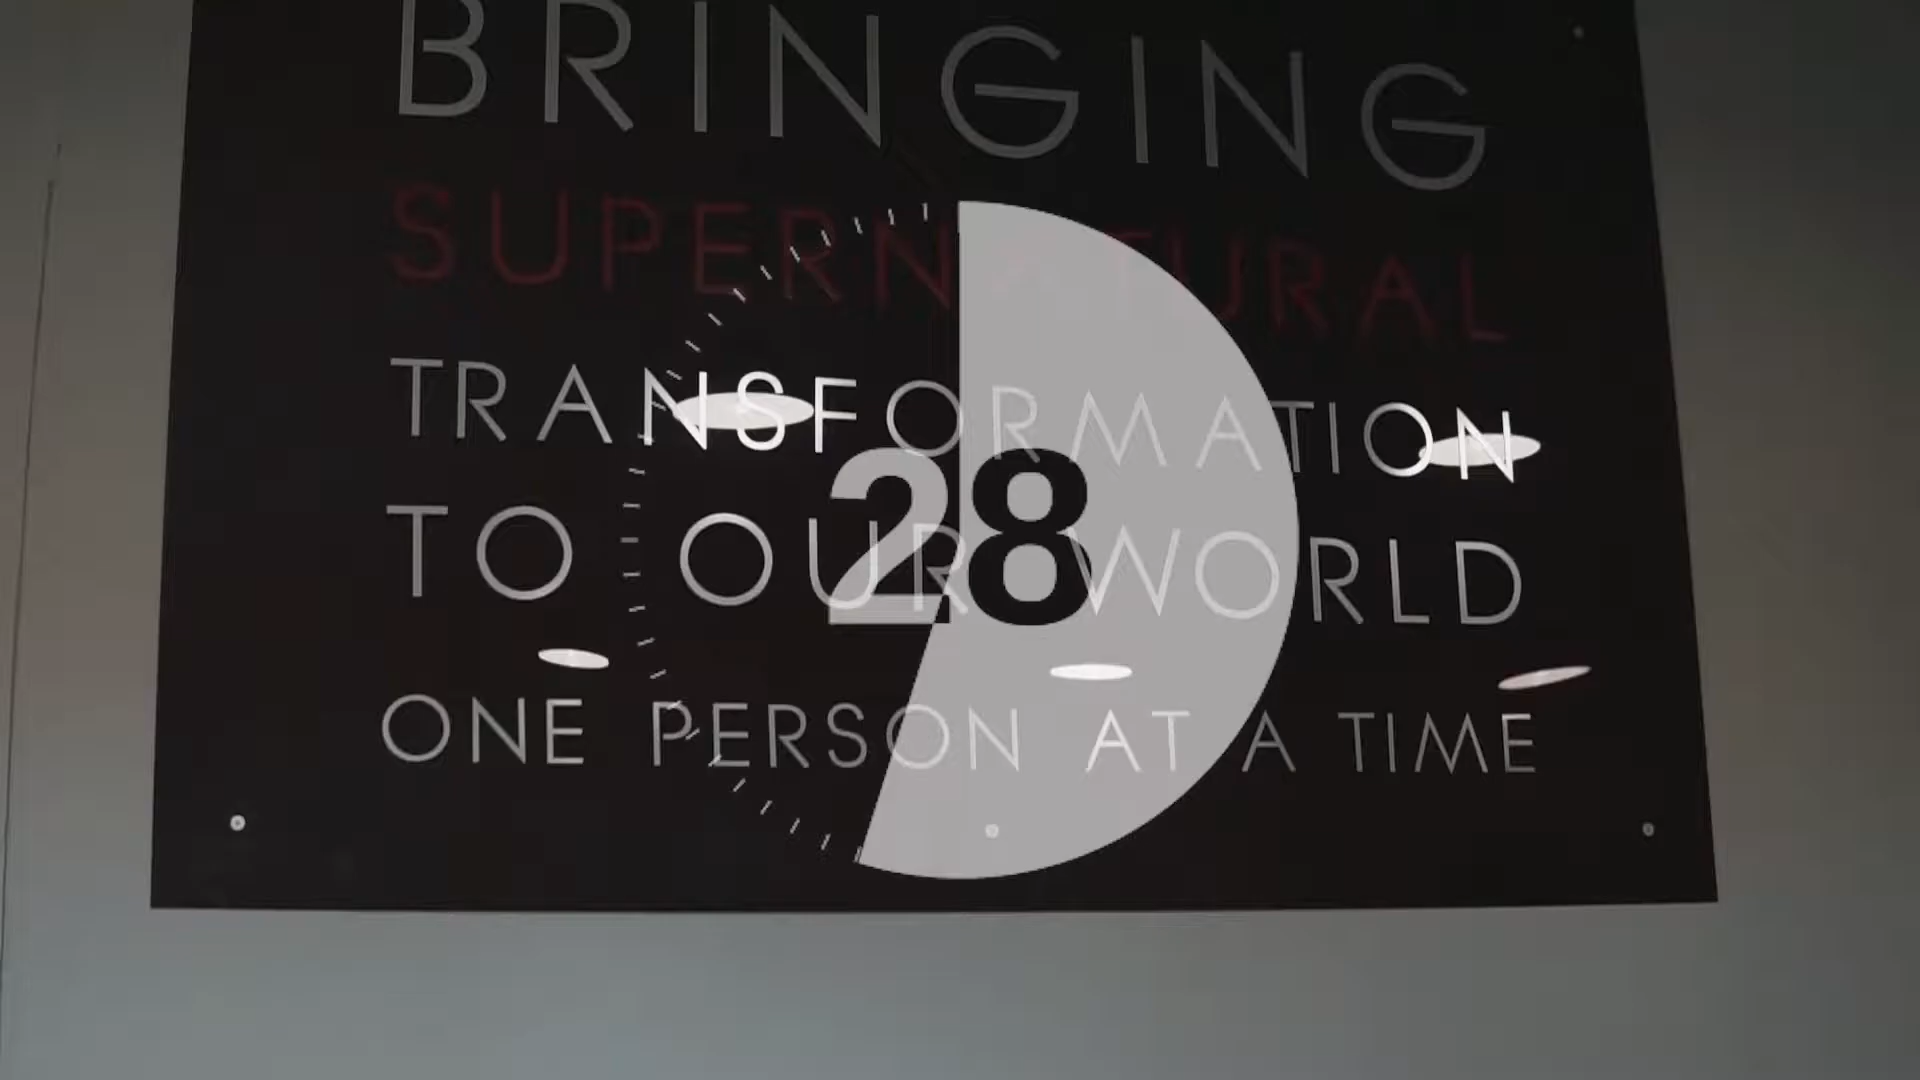 BRINGING
SUPERNATURAL
TRANSFORMATION
28
TO OUR WORLD
ONE PERSON AT A TIME